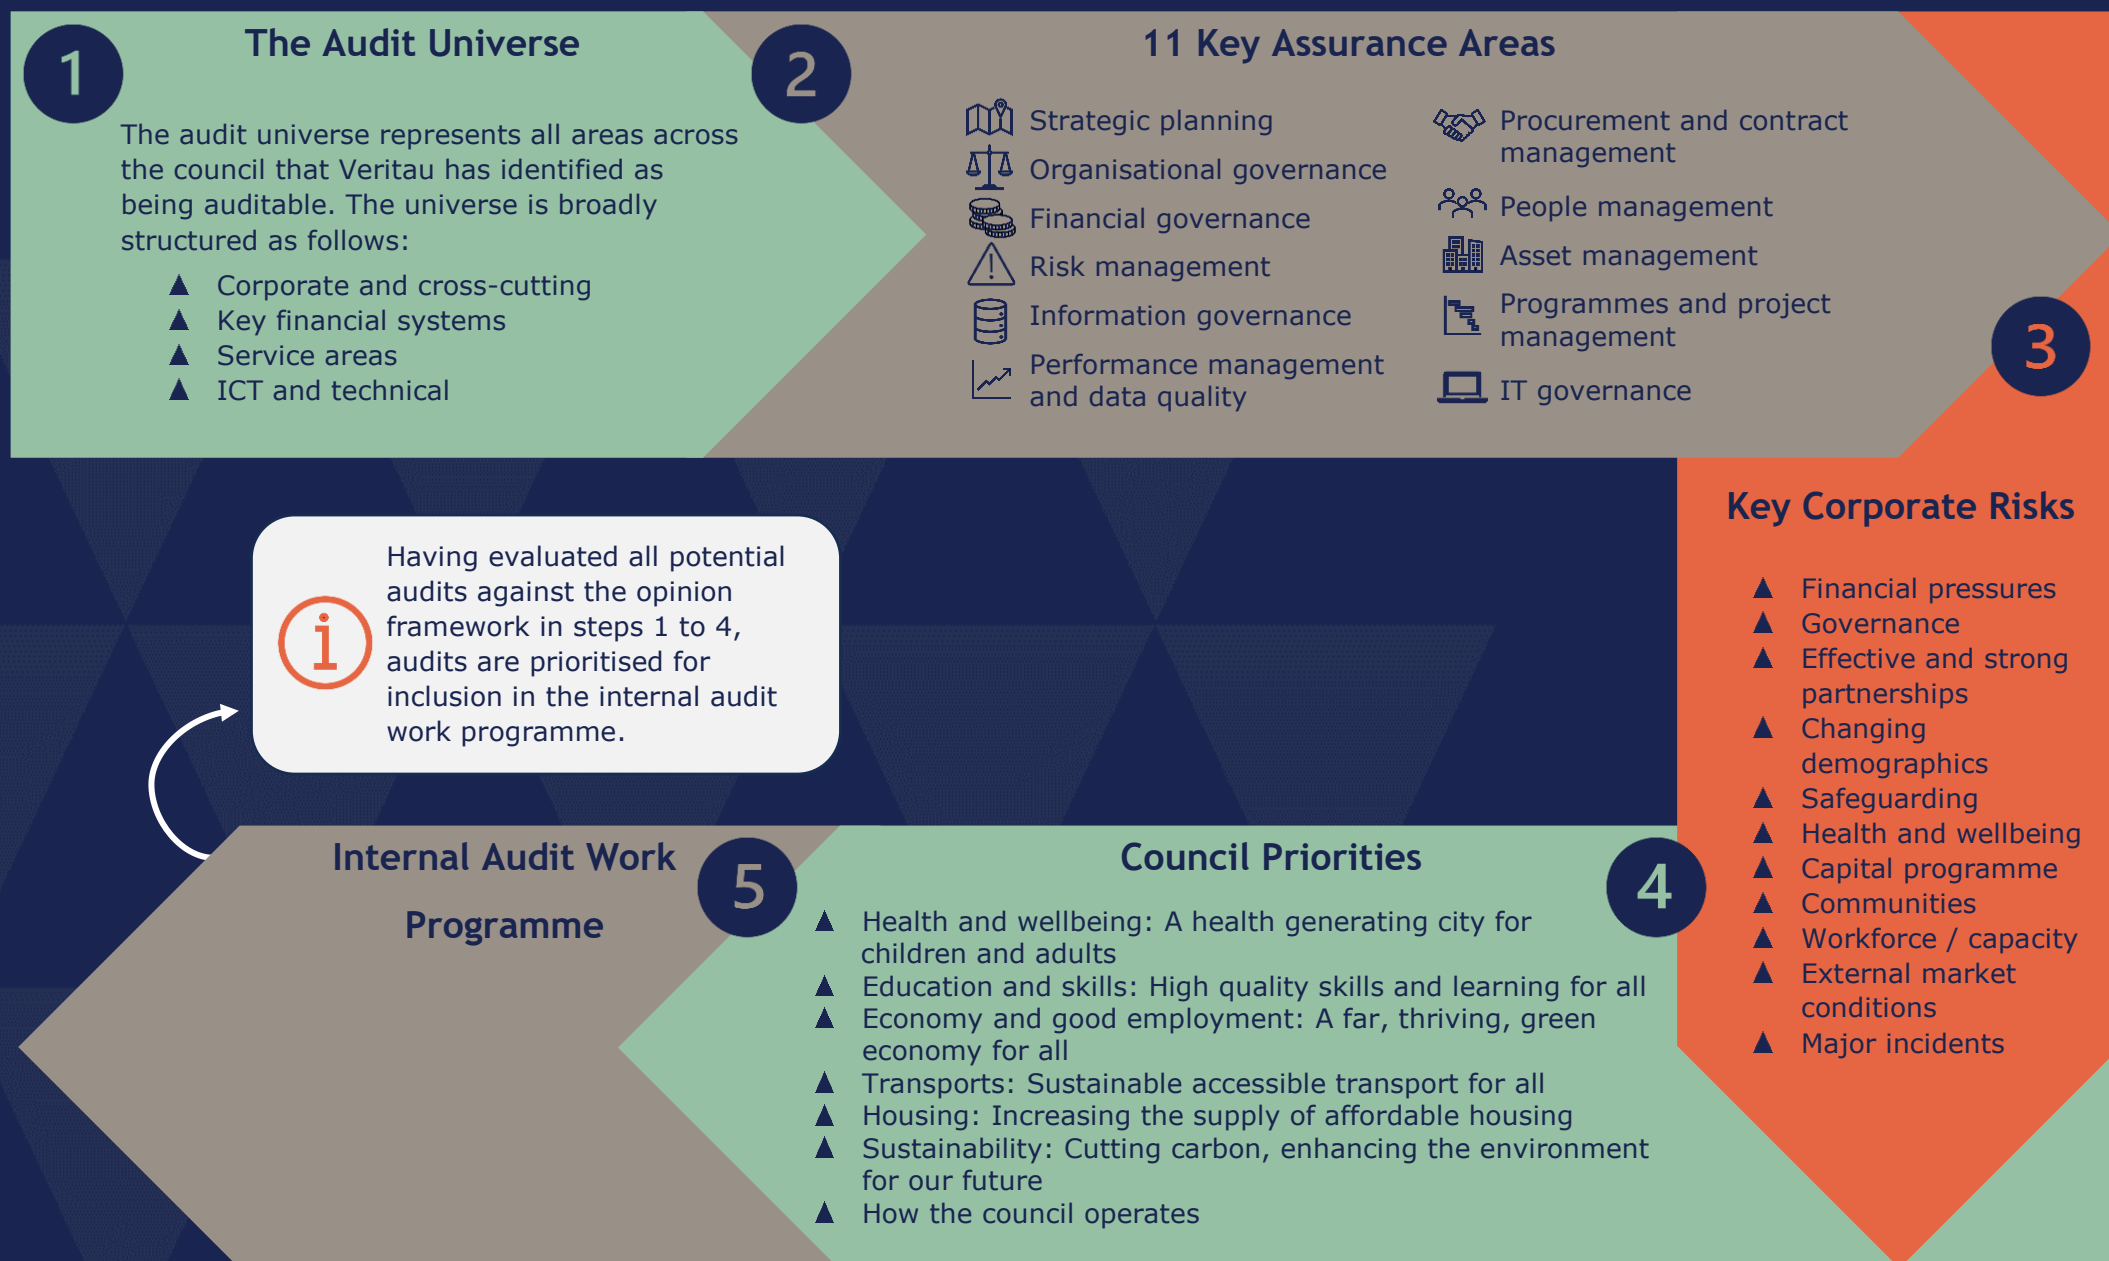 1
The Audit Universe
The audit universe represents all areas across
the council that Veritau has identified as
being auditable. The universe is broadly
structured as follows:
Corporate and cross-cutting
Key financial systems
Service areas
ICT and technical
2
11 Key Assurance Areas
Strategic planning
Organisational governance
Financial governance
Risk management
Information governance
Performance management
and data quality
Procurement and contract
management
People management
Asset management
Programmes and project
management
IT governance
3
Key Corporate Risks
Financial pressures
Governance
Effective and strong
partnerships
Changing
demographics
Safeguarding
Health and wellbeing
Capital programme
Communities
Workforce / capacity
External market
conditions
Major incidents
4
Council Priorities
Health and wellbeing: A health generating city for
children and adults
Education and skills: High quality skills and learning for all
Economy and good employment: A far, thriving, green
economy for all
Transports: Sustainable accessible transport for all
Housing: Increasing the supply of affordable housing
Sustainability: Cutting carbon, enhancing the environment
for our future
How the council operates
5
Internal Audit Work
Programme
i
Having evaluated all potential
audits against the opinion
framework in steps 1 to 4,
audits are prioritised for
inclusion in the internal audit
work programme.